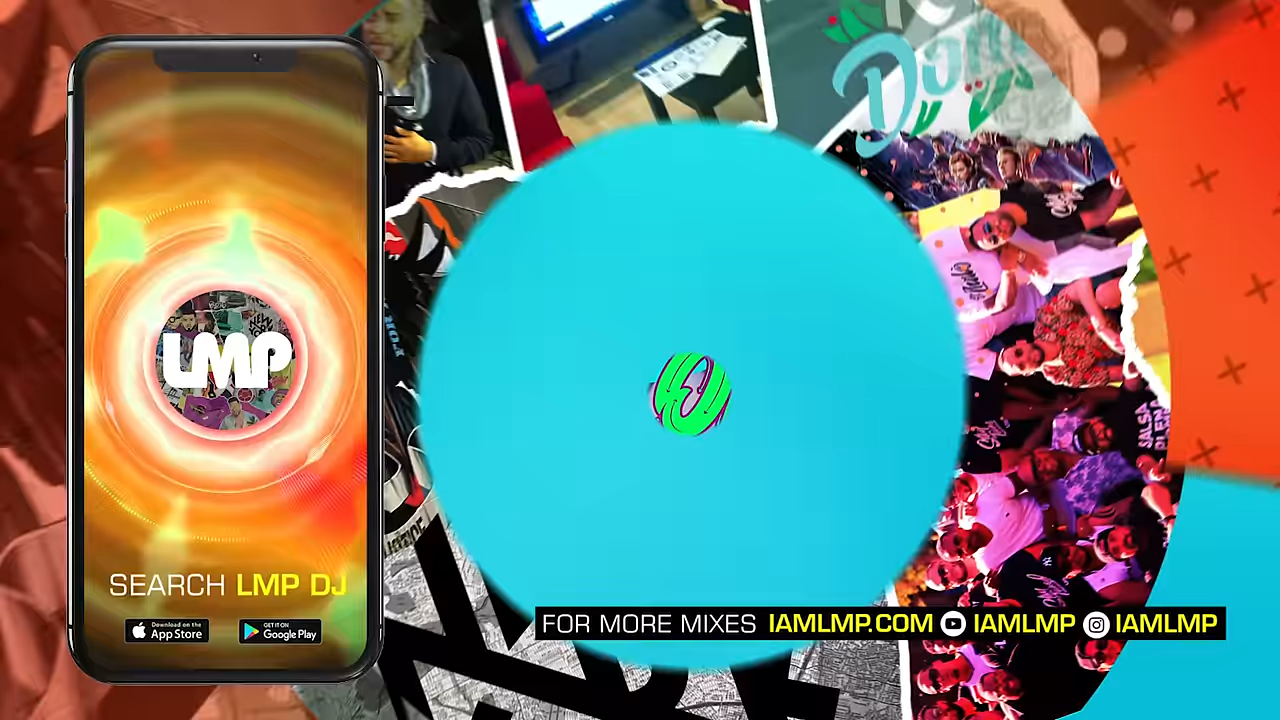 LMP
SEARCH LMP DJ
Download on the
App Store
GET IT ON
Google Play
FOR MORE MIXES IAMLMP.COM IAMLMP IAMLMP
SALSA